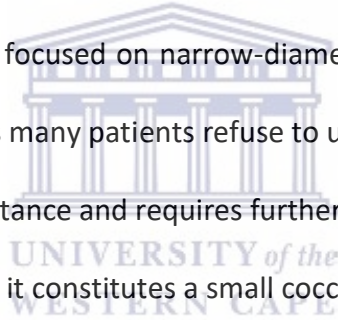 focused on narrow-diame
many patients refuse to u
tance and requires further
UNIVERSITY of the
it constitutes a small cocc
WESTERN CAPE